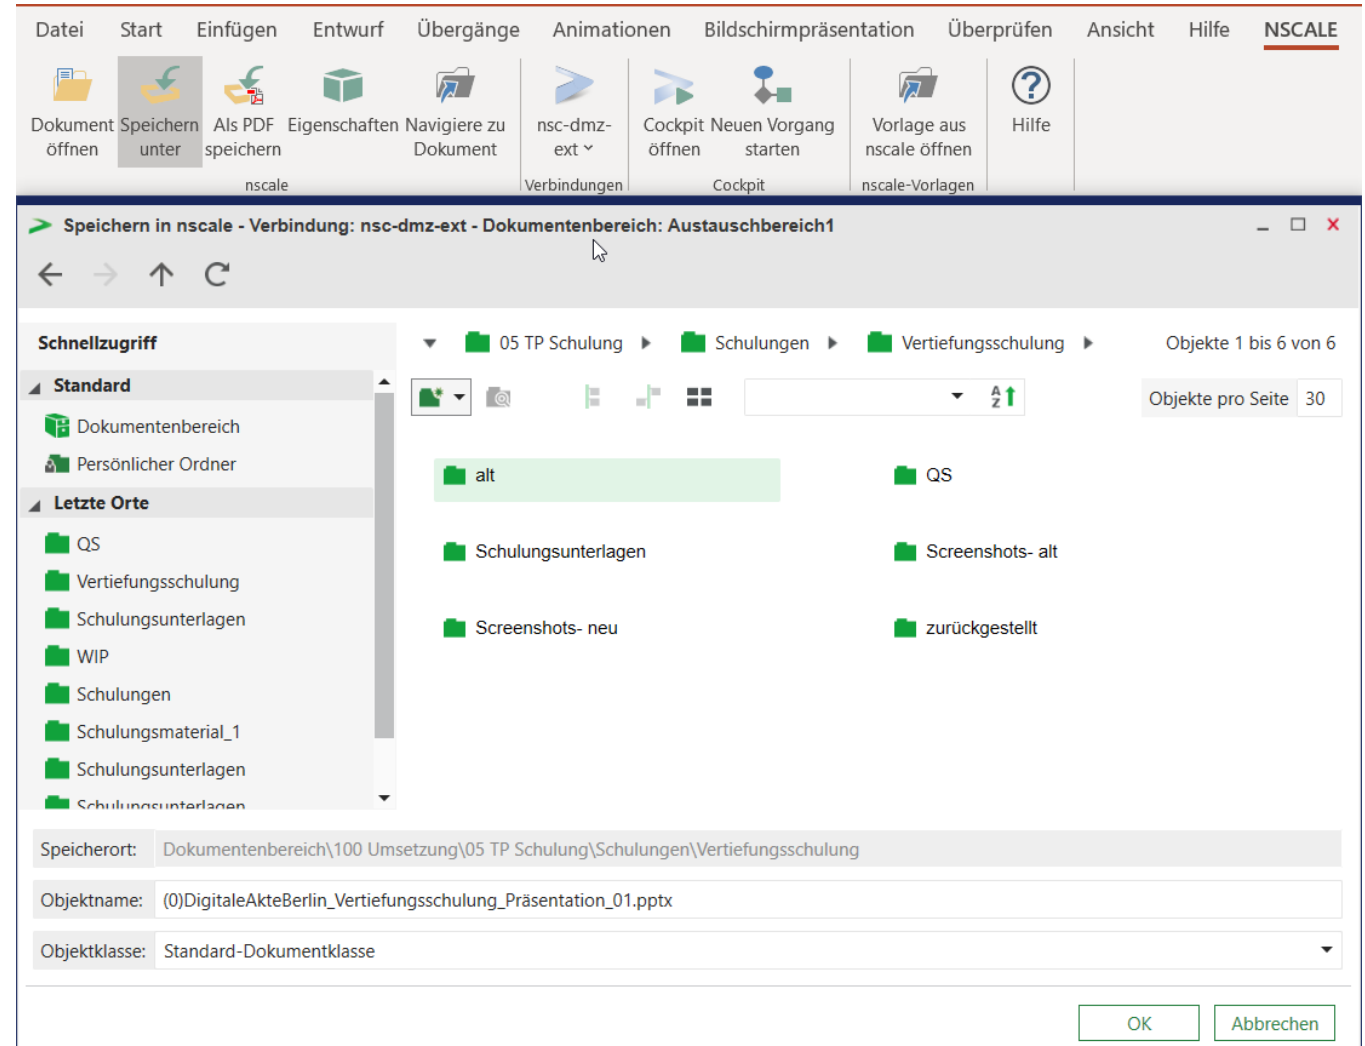 Datei Start Einfügen Entwurf Übergänge Animationen Bildschirmpräsentation Überprüfen Ansicht Hilfe NSCALE
Dokument öffnen
Speichern unter
Als PDF speichern
Eigenschaften
Navigiere zu Dokument
nsc-dmz-ext
Cockpit öffnen
Neuen Vorgang starten
Vorlage aus nscale öffnen
Hilfe
nscale Verbindungen Cockpit nscale-Vorlagen
Speichern in nscale - Verbindung: nsc-dmz-ext - Dokumentenbereich: Austauschbereich1
Schnellzugriff
Standard
Dokumentenbereich
Persönlicher Ordner
Letzte Orte
QS
Vertiefungsschulung
Schulungsunterlagen
WIP
Schulungen
Schulungsmaterial_1
Schulungsunterlagen
Schulungsunterlagen
05 TP Schulung Schulungen Vertiefungsschulung Objekte 1 bis 6 von 6
AZ Objekte pro Seite 30
alt QS
Schulungsunterlagen Screenshots- alt
Screenshots- neu zurückgestellt
Speicherort: Dokumentenbereich\100 Umsetzung\05 TP Schulung\Schulungen\Vertiefungsschulung
Objektname: (0)DigitaleAkteBerlin_Vertiefungsschulung_Präsentation_01.pptx
Objektklasse: Standard-Dokumentklasse
OK Abbrechen